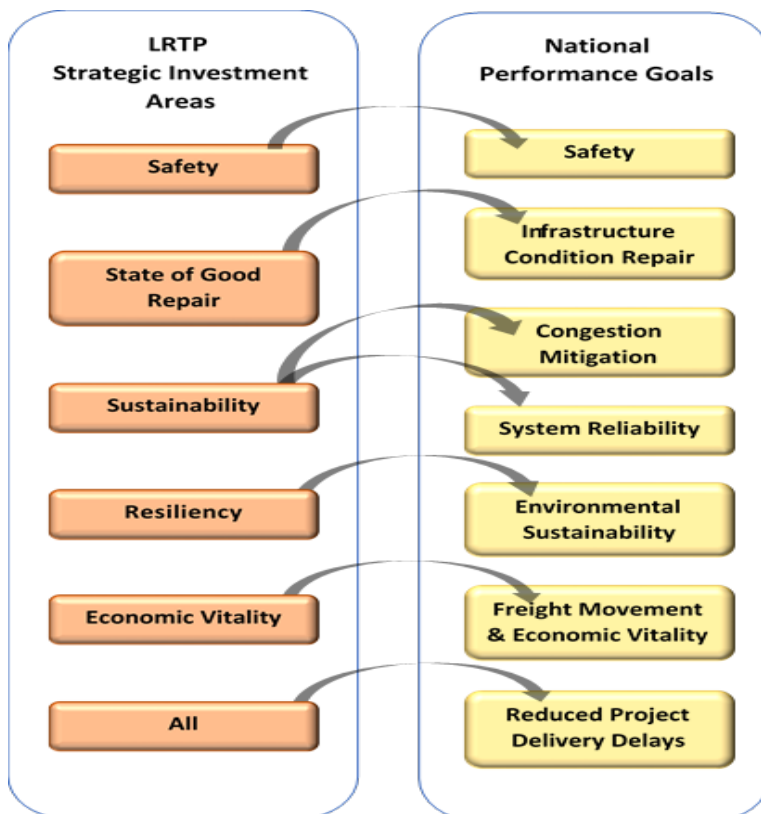 LRTP
Strategic Investment
Areas
Safety
State of Good
Repair
Sustainability
Resiliency
Economic Vitality
All
National
Performance Goals
Safety
Infrastructure
Condition Repair
Congestion
Mitigation
System Reliability
Environmental
Sustainability
Freight Movement
& Economic Vitality
Reduced Project
Delivery Delays